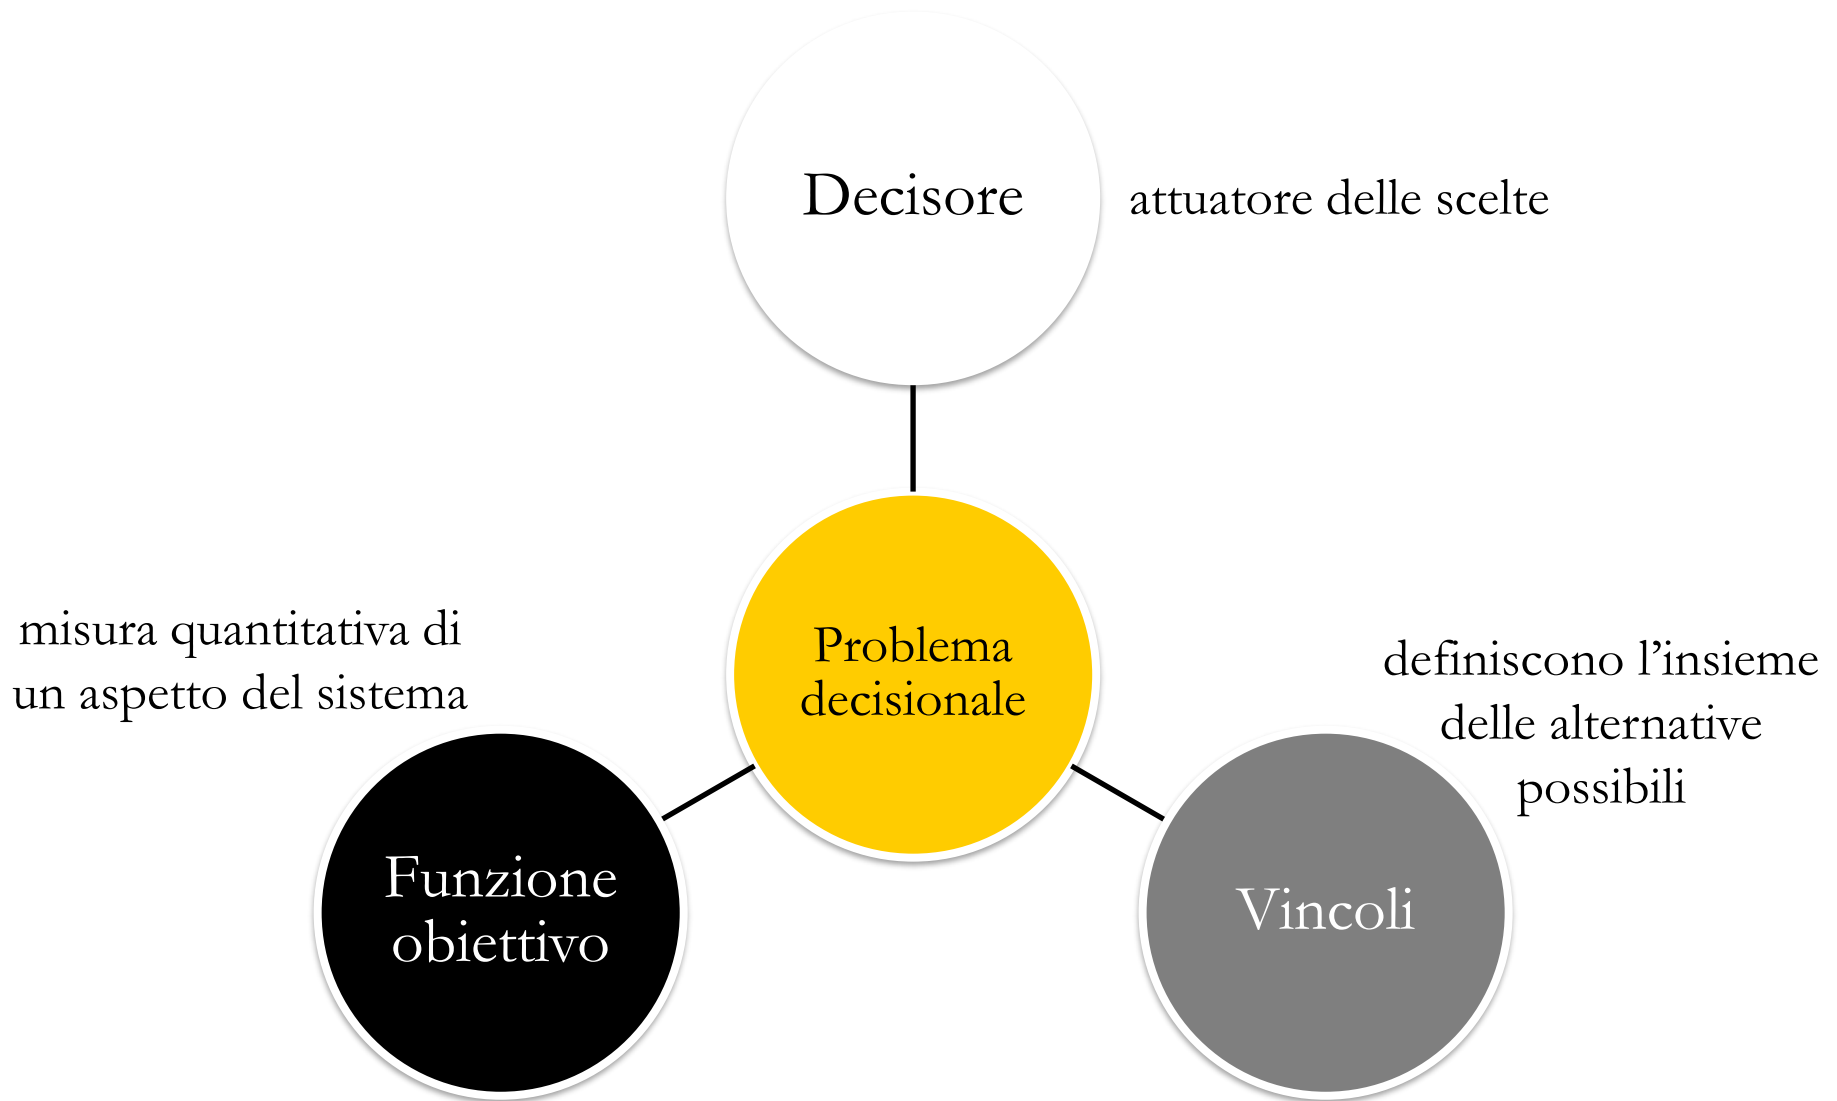 Decisore
attuatore delle scelte
misura quantitativa di
un aspetto del sistema
Problema
decisionale
definiscono l’insieme
delle alternative
possibili
Funzione
obiettivo
Vincoli